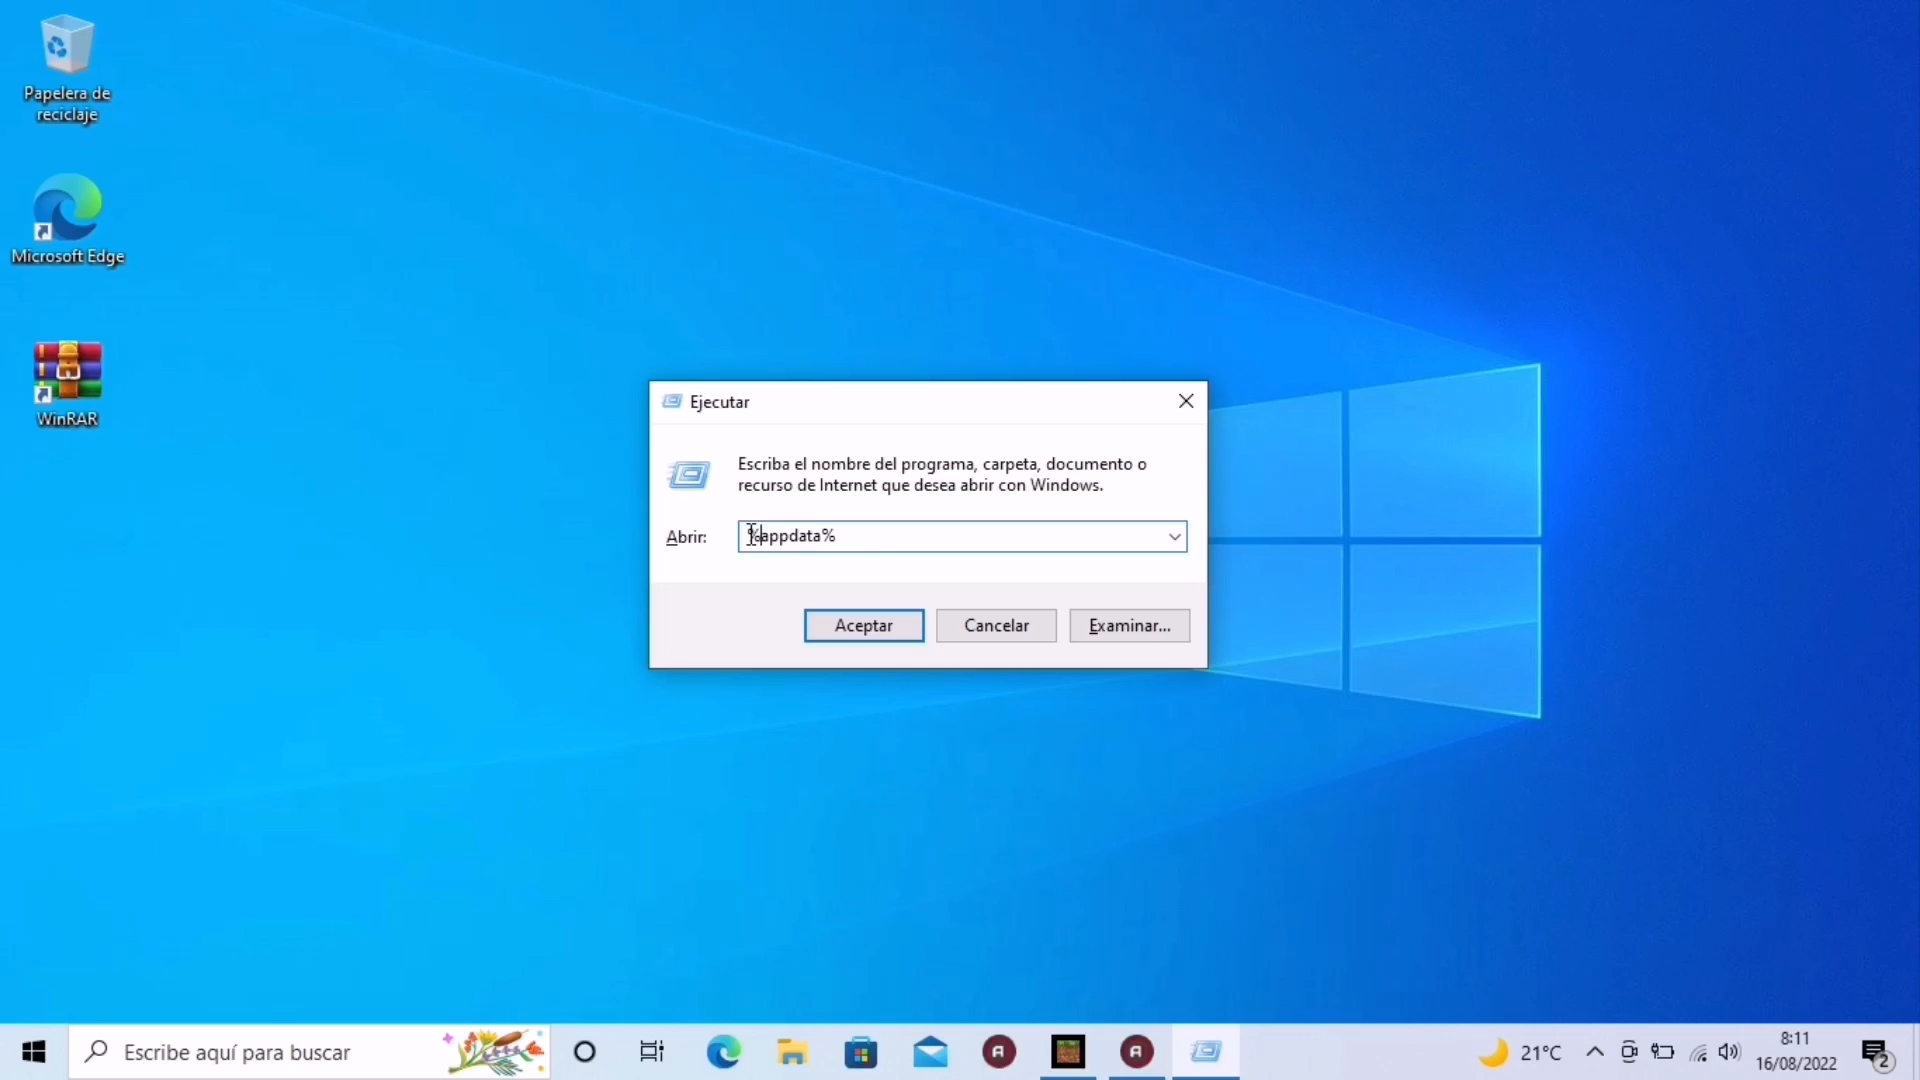 Papelera de
reciclaje
Microsoft Edge
WinRAR
Ejecutar
Escriba el nombre del programa, carpeta, documento o
recurso de Internet que desea abrir con Windows.
Abrir: %appdata%
Aceptar Cancelar Examinar...
Escribe aquí para buscar
21°C
8:11
16/08/2022
2